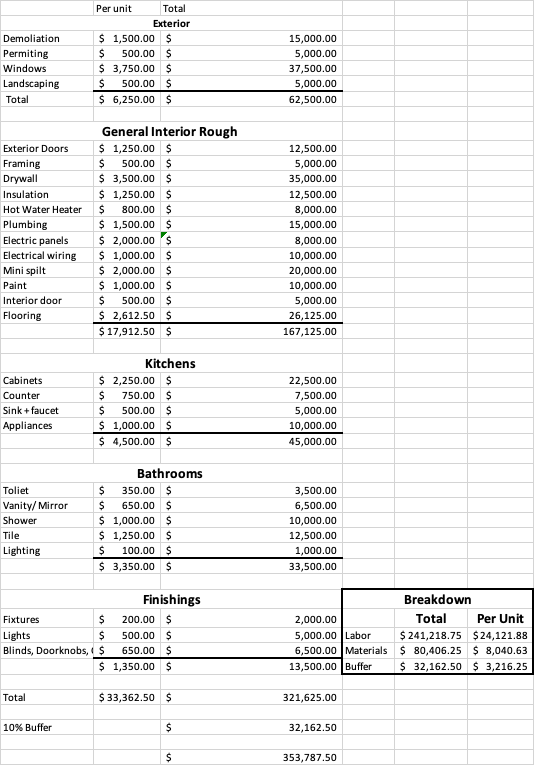 Per unit Total
Exterior
Demoliation $ 1,500.00 $ 15,000.00
Permiting $ 500.00 $ 5,000.00
Windows $ 3,750.00 $ 37,500.00
Landscaping $ 500.00 $ 5,000.00
Total $ 6,250.00 $ 62,500.00
General Interior Rough
Exterior Doors $ 1,250.00 $ 12,500.00
Framing $ 500.00 $ 5,000.00
Drywall $ 3,500.00 $ 35,000.00
Insulation $ 1,250.00 $ 12,500.00
Hot Water Heater $ 800.00 $ 8,000.00
Plumbing $ 1,500.00 $ 15,000.00
Electric panels $ 2,000.00 $ 8,000.00
Electrical wiring $ 1,000.00 $ 10,000.00
Mini spilt $ 2,000.00 $ 20,000.00
Paint $ 1,000.00 $ 10,000.00
Interior door $ 500.00 $ 5,000.00
Flooring $ 2,612.50 $ 26,125.00
$ 17,912.50 $ 167,125.00
Kitchens
Cabinets $ 2,250.00 $ 22,500.00
Counter $ 750.00 $ 7,500.00
Sink + faucet $ 500.00 $ 5,000.00
Appliances $ 1,000.00 $ 10,000.00
$ 4,500.00 $ 45,000.00
Bathrooms
Toliet $ 350.00 $ 3,500.00
Vanity/ Mirror $ 650.00 $ 6,500.00
Shower $ 1,000.00 $ 10,000.00
Tile $ 1,250.00 $ 12,500.00
Lighting $ 100.00 $ 1,000.00
$ 3,350.00 $ 33,500.00
Finishings Breakdown
Fixtures $ 200.00 $ 2,000.00 Total Per Unit
Lights $ 500.00 $ 5,000.00 Labor $ 241,218.75 $ 24,121.88
Blinds, Doorknobs, ( $ 650.00 $ 6,500.00 Materials $ 80,406.25 $ 8,040.63
$ 1,350.00 $ 13,500.00 Buffer $ 32,162.50 $ 3,216.25
Total $ 33,362.50 $ 321,625.00
10% Buffer $ 32,162.50
$ 353,787.50